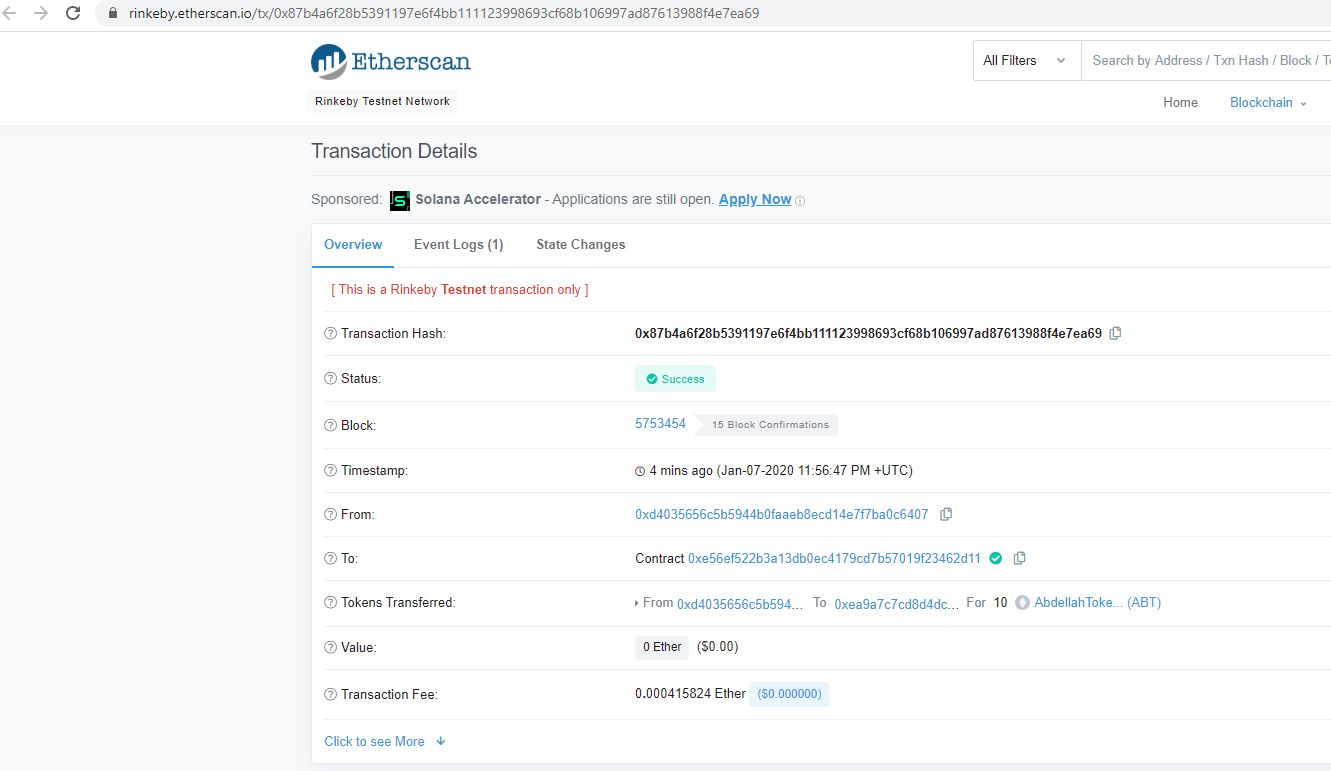 rinkeby.etherscan.io/tx/0x87b4a6f28b5391197e6f4bb111123998693cf68b106997ad87613988f4e7ea69
Etherscan
All Filters
Search by Address / Txn Hash / Block / T
Rinkeby Testnet Network
Home Blockchain
Transaction Details
Sponsored: Solana Accelerator - Applications are still open. Apply Now
Overview Event Logs (1) State Changes
[ This is a Rinkeby Testnet transaction only ]
Transaction Hash: 0x87b4a6f28b5391197e6f4bb111123998693cf68b106997ad87613988f4e7ea69
Status: Success
Block: 5753454 15 Block Confirmations
Timestamp: 4 mins ago (Jan-07-2020 11:56:47 PM +UTC)
From: 0xd4035656c5b5944b0faaeb8ecd14e7f7ba0c6407
To: Contract 0xe56ef522b3a13db0ec4179cd7b57019f23462d11
Tokens Transferred: From 0xd4035656c5b594... To 0xea9a7c7cd8d4dc... For 10 AbdellahToke... (ABT)
Value: 0 Ether ($0.00)
Transaction Fee: 0.000415824 Ether ($0.000000)
Click to see More